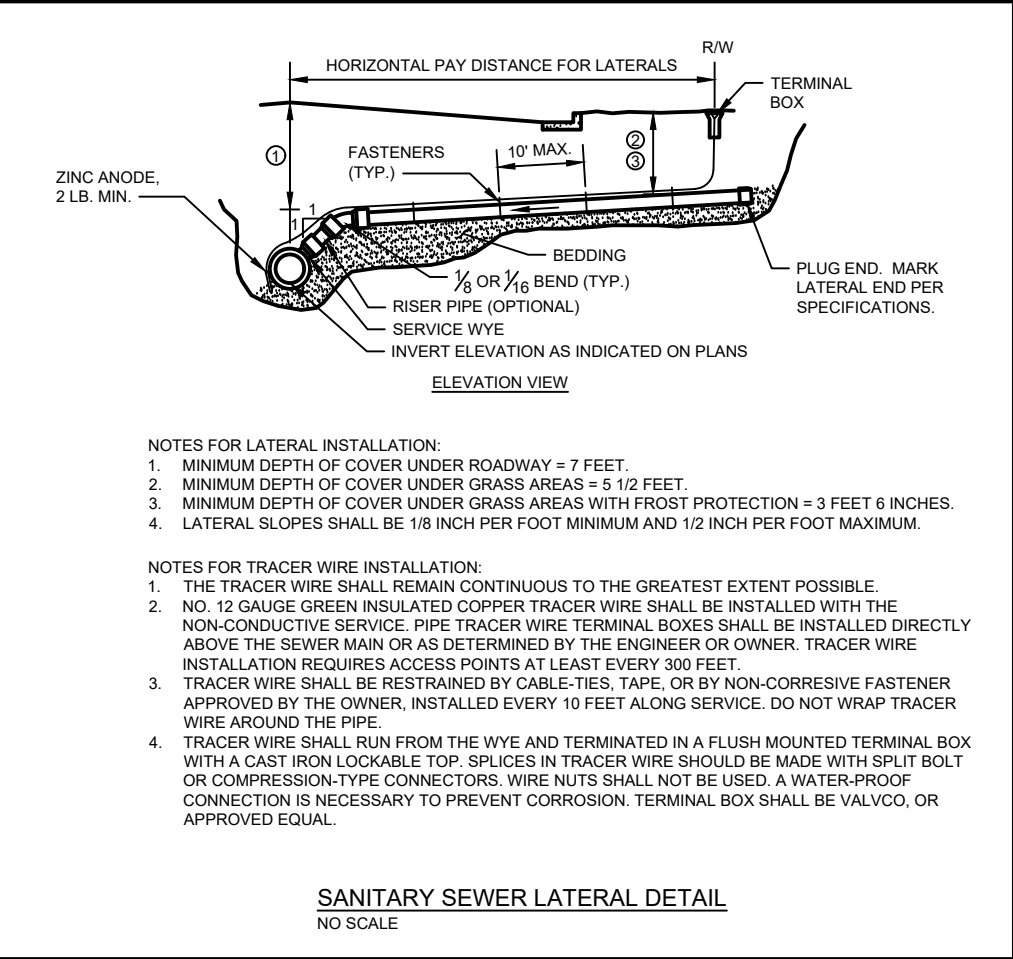 R/W
HORIZONTAL PAY DISTANCE FOR LATERALS
TERMINAL
BOX
①
FASTENERS
(TYP.)
10' MAX.
②
③
ZINC ANODE,
2 LB. MIN.
1
1
BEDDING
1/8 OR 1/16 BEND (TYP.)
RISER PIPE (OPTIONAL)
SERVICE WYE
INVERT ELEVATION AS INDICATED ON PLANS
PLUG END. MARK
LATERAL END PER
SPECIFICATIONS.
ELEVATION VIEW
NOTES FOR LATERAL INSTALLATION:
1. MINIMUM DEPTH OF COVER UNDER ROADWAY = 7 FEET.
2. MINIMUM DEPTH OF COVER UNDER GRASS AREAS = 5 1/2 FEET.
3. MINIMUM DEPTH OF COVER UNDER GRASS AREAS WITH FROST PROTECTION = 3 FEET 6 INCHES.
4. LATERAL SLOPES SHALL BE 1/8 INCH PER FOOT MINIMUM AND 1/2 INCH PER FOOT MAXIMUM.
NOTES FOR TRACER WIRE INSTALLATION:
1. THE TRACER WIRE SHALL REMAIN CONTINUOUS TO THE GREATEST EXTENT POSSIBLE.
2. NO. 12 GAUGE GREEN INSULATED COPPER TRACER WIRE SHALL BE INSTALLED WITH THE
NON-CONDUCTIVE SERVICE. PIPE TRACER WIRE TERMINAL BOXES SHALL BE INSTALLED DIRECTLY
ABOVE THE SEWER MAIN OR AS DETERMINED BY THE ENGINEER OR OWNER. TRACER WIRE
INSTALLATION REQUIRES ACCESS POINTS AT LEAST EVERY 300 FEET.
3. TRACER WIRE SHALL BE RESTRAINED BY CABLE-TIES, TAPE, OR BY NON-CORRESIVE FASTENER
APPROVED BY THE OWNER, INSTALLED EVERY 10 FEET ALONG SERVICE. DO NOT WRAP TRACER
WIRE AROUND THE PIPE.
4. TRACER WIRE SHALL RUN FROM THE WYE AND TERMINATED IN A FLUSH MOUNTED TERMINAL BOX
WITH A CAST IRON LOCKABLE TOP. SPLICES IN TRACER WIRE SHOULD BE MADE WITH SPLIT BOLT
OR COMPRESSION-TYPE CONNECTORS. WIRE NUTS SHALL NOT BE USED. A WATER-PROOF
CONNECTION IS NECESSARY TO PREVENT CORROSION. TERMINAL BOX SHALL BE VALVCO, OR
APPROVED EQUAL.
SANITARY SEWER LATERAL DETAIL
NO SCALE